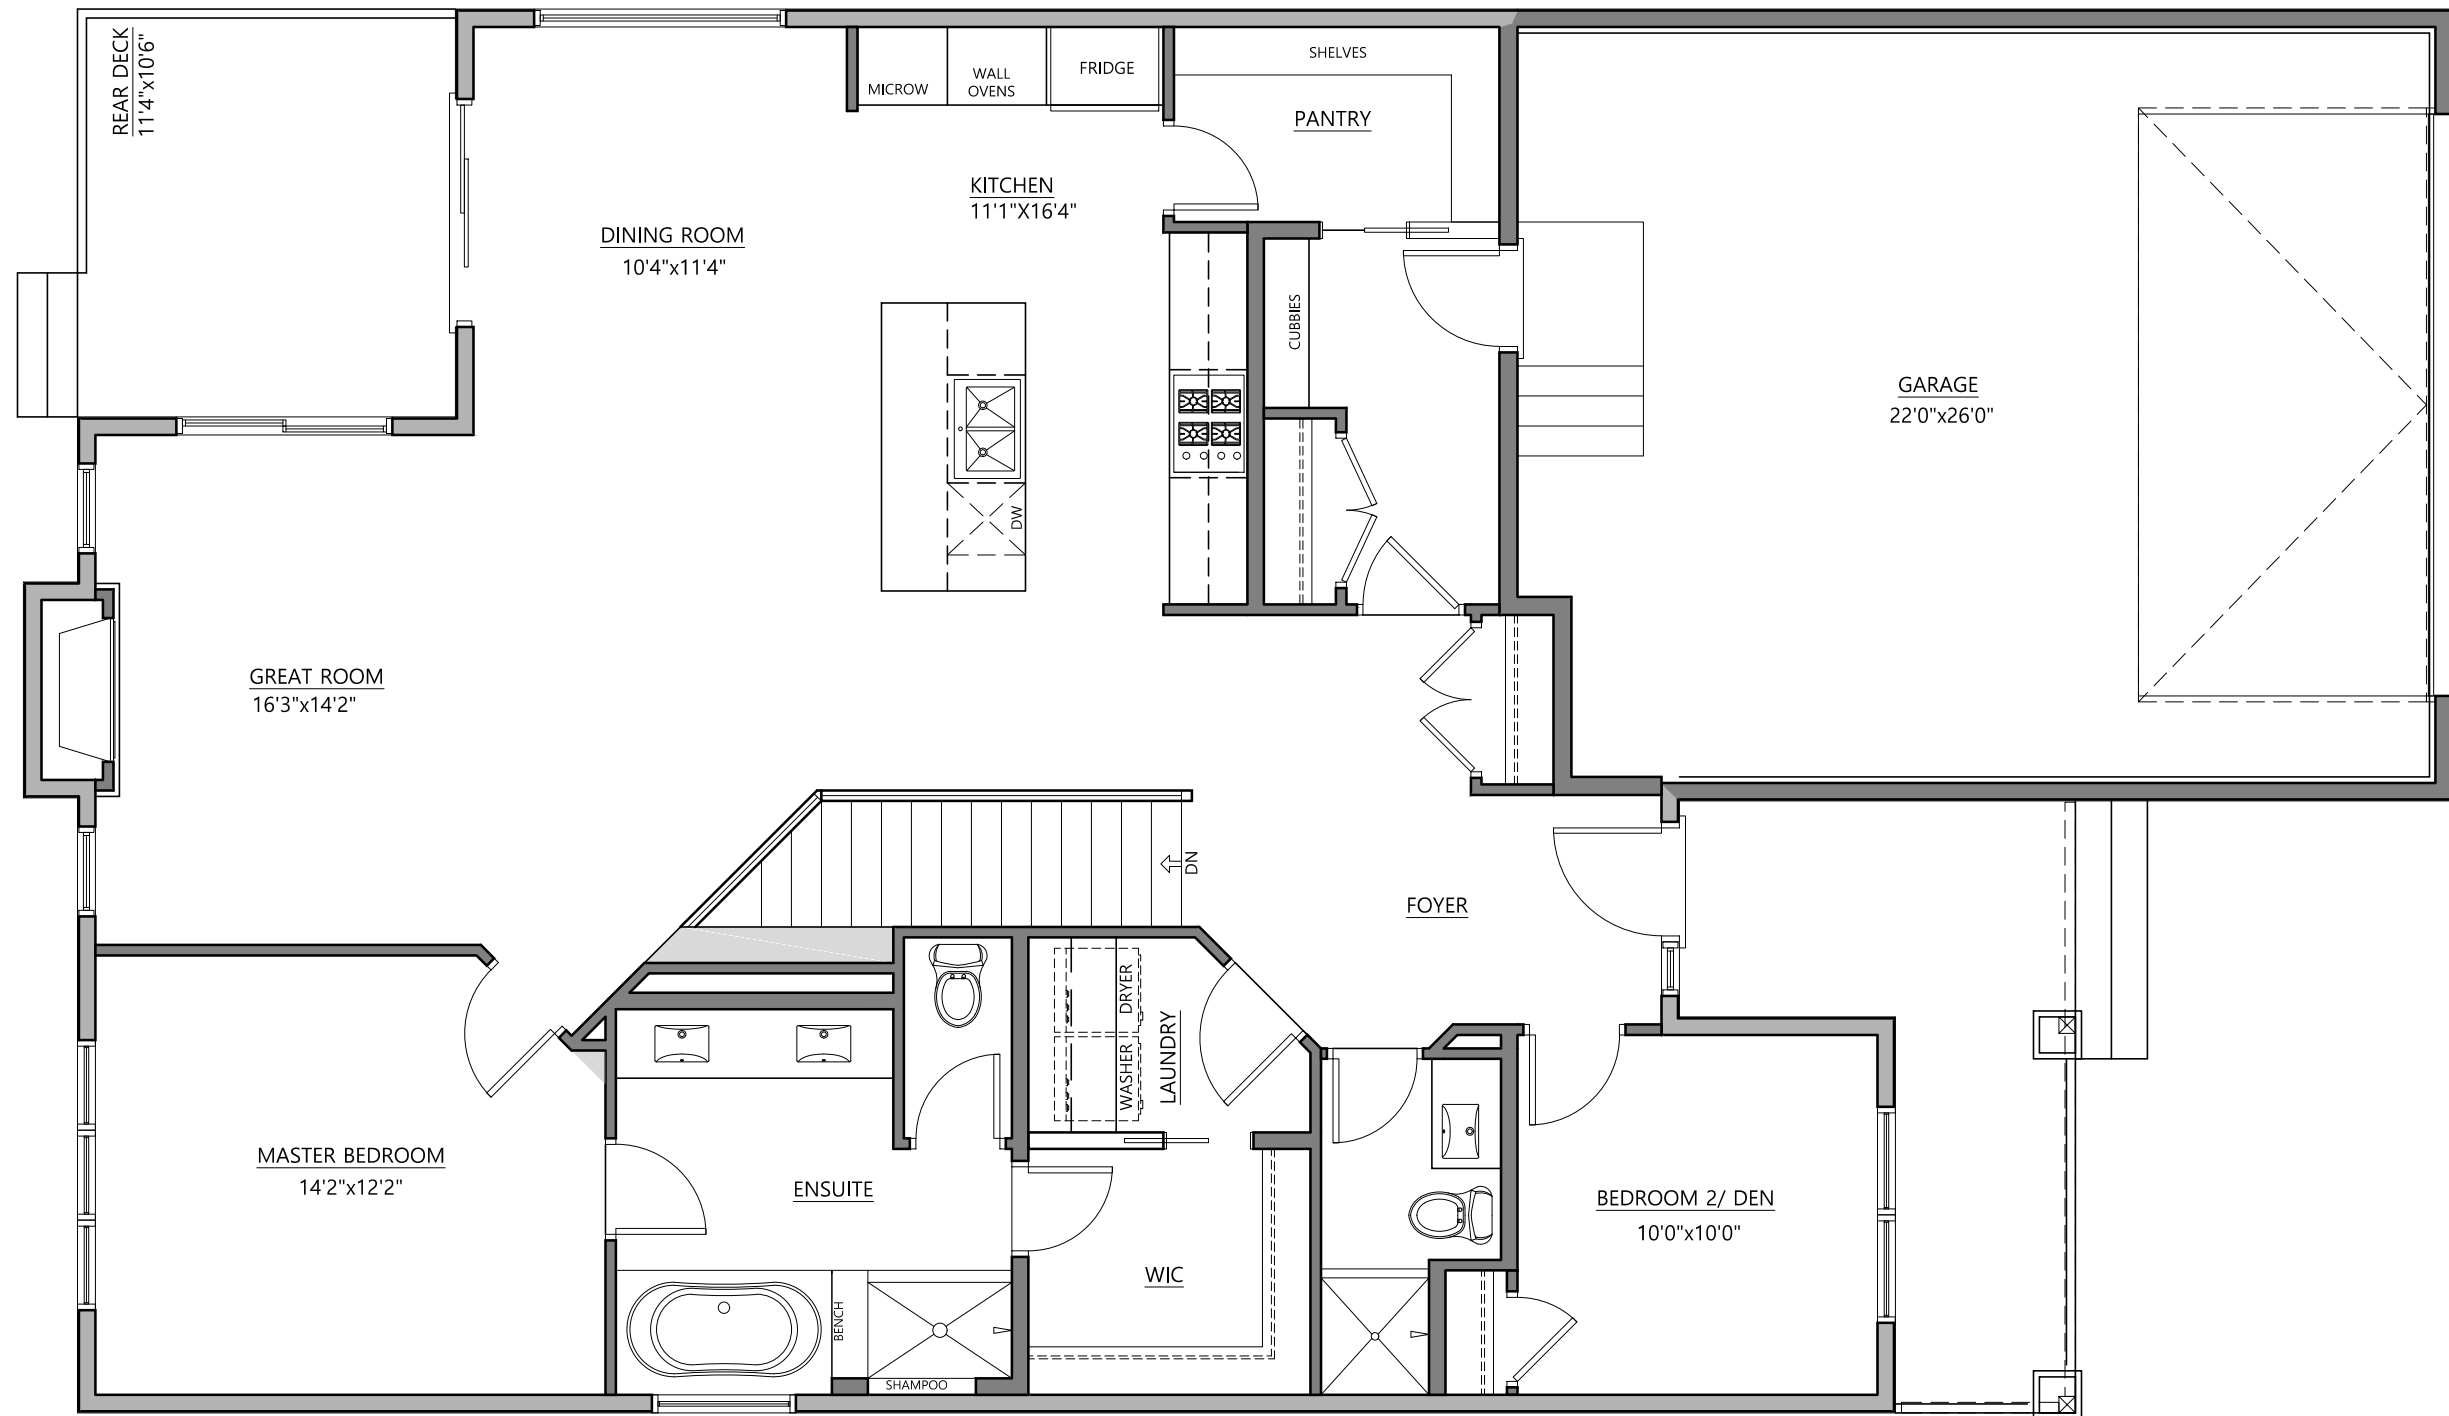 REAR DECK
11'4"x10'6"
MICROW
WALL
OVENS
FRIDGE
SHELVES
PANTRY
KITCHEN
11'1"X16'4"
DINING ROOM
10'4"x11'4"
CUBBIES
GARAGE
22'0"x26'0"
DW
GREAT ROOM
16'3"x14'2"
DN
FOYER
DRYER
WASHER
LAUNDRY
MASTER BEDROOM
14'2"x12'2"
ENSUITE
BEDROOM 2/ DEN
10'0"x10'0"
WIC
BENCH
SHAMPOO